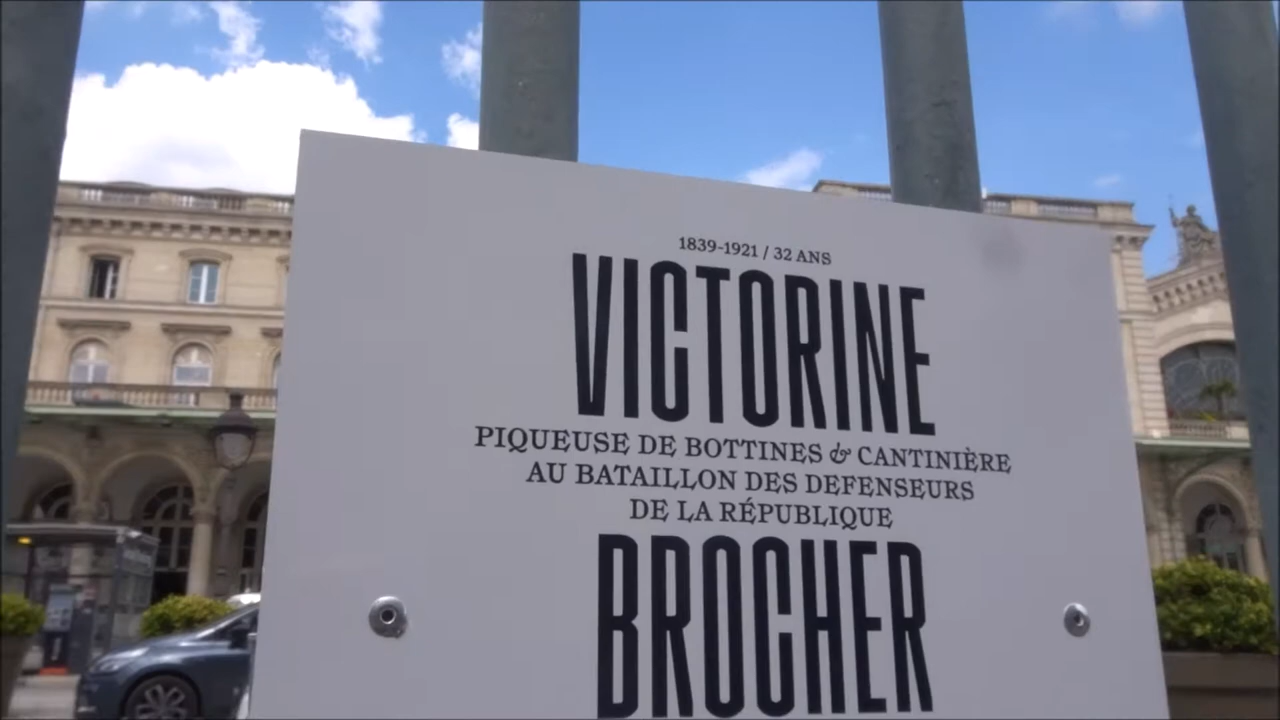 1839-1921 / 32 ANS
VICTORINE
PIQUEUSE DE BOTTINES & CANTINIÈRE
AU BATAILLON DES DEFENSEURS
DE LA RÉPUBLIQUE
BROCHER